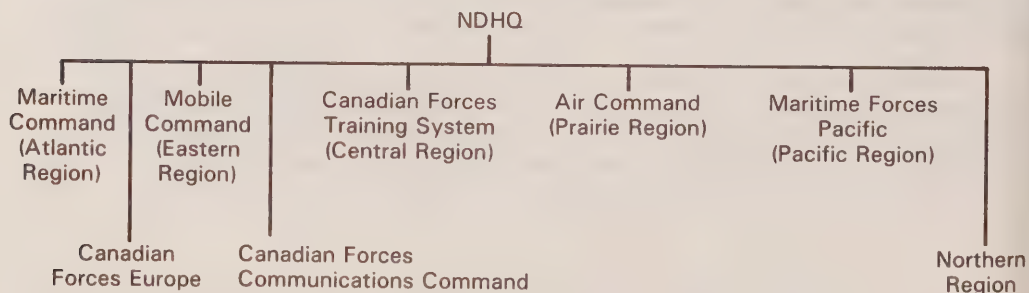 NDHQ
Maritime
Command
(Atlantic
Region)
Mobile
Command
(Eastern
Region)
Canadian Forces
Training System
(Central Region)
Air Command
(Prairie Region)
Maritime Forces
Pacific
(Pacific Region)
Canadian
Forces Europe
Canadian Forces
Communications Command
Northern
Region